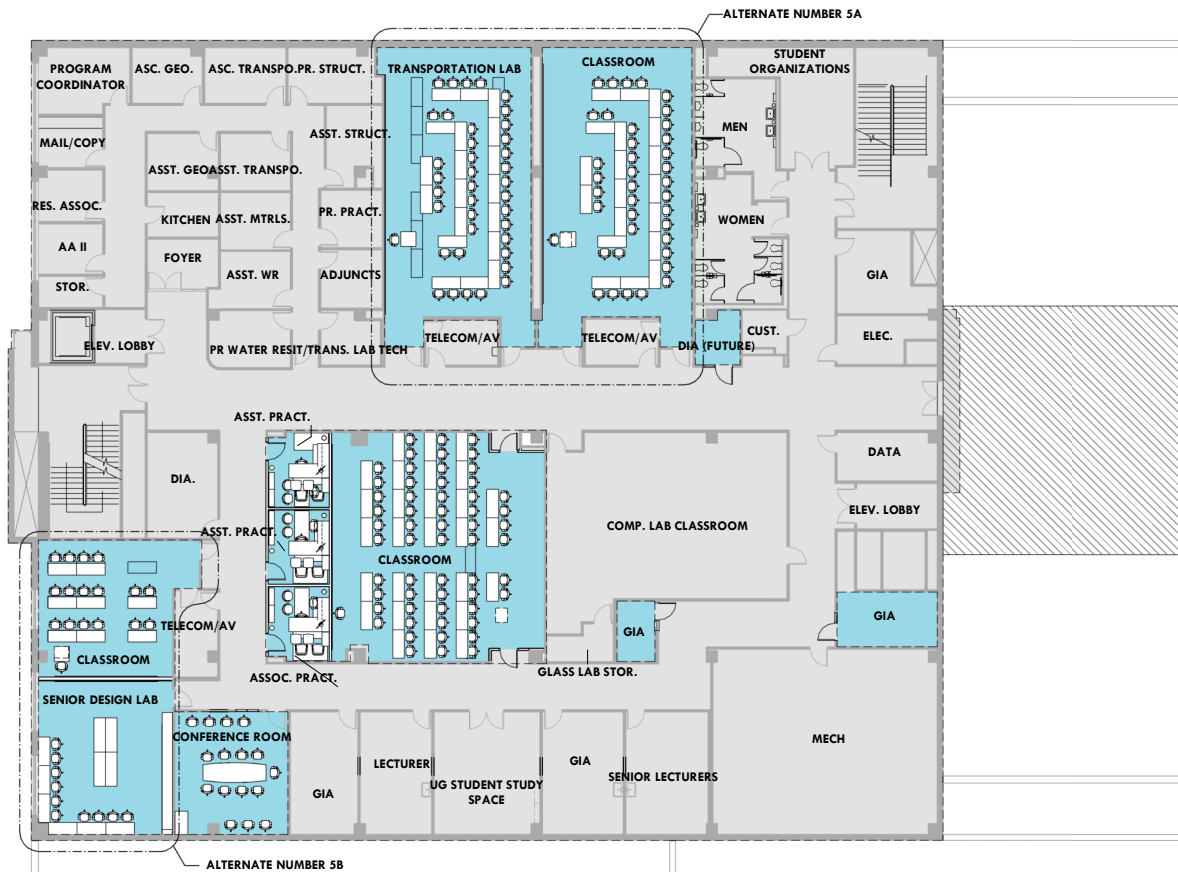 ALTERNATE NUMBER 5A
PROGRAM
COORDINATOR
ASC. GEO.
ASC. TRANSPO.
PR. STRUCT.
TRANSPORTATION LAB
CLASSROOM
STUDENT
ORGANIZATIONS
MAIL/COPY
ASST. STRUCT.
MEN
ASST. GEO
ASST. TRANSPO.
RES. ASSOC.
KITCHEN
ASST. MTRLS.
PR. PRACT.
WOMEN
AA II
FOYER
ASST. WR
ADJUNCTS
GIA
STOR.
ELEV. LOBBY
PR WATER RESIT/TRANS. LAB TECH
TELECOM/AV
TELECOM/AV
DIA (FUTURE)
CUST.
ELEC.
ASST. PRACT.
DIA.
DATA
ASST. PRACT.
CLASSROOM
COMP. LAB CLASSROOM
ELEV. LOBBY
TELECOM/AV
GIA
GIA
CLASSROOM
ASSOC. PRACT.
GLASS LAB STOR.
SENIOR DESIGN LAB
CONFERENCE ROOM
MECH
LECTURER
GIA
SENIOR LECTURERS
UG STUDENT STUDY
SPACE
GIA
ALTERNATE NUMBER 5B